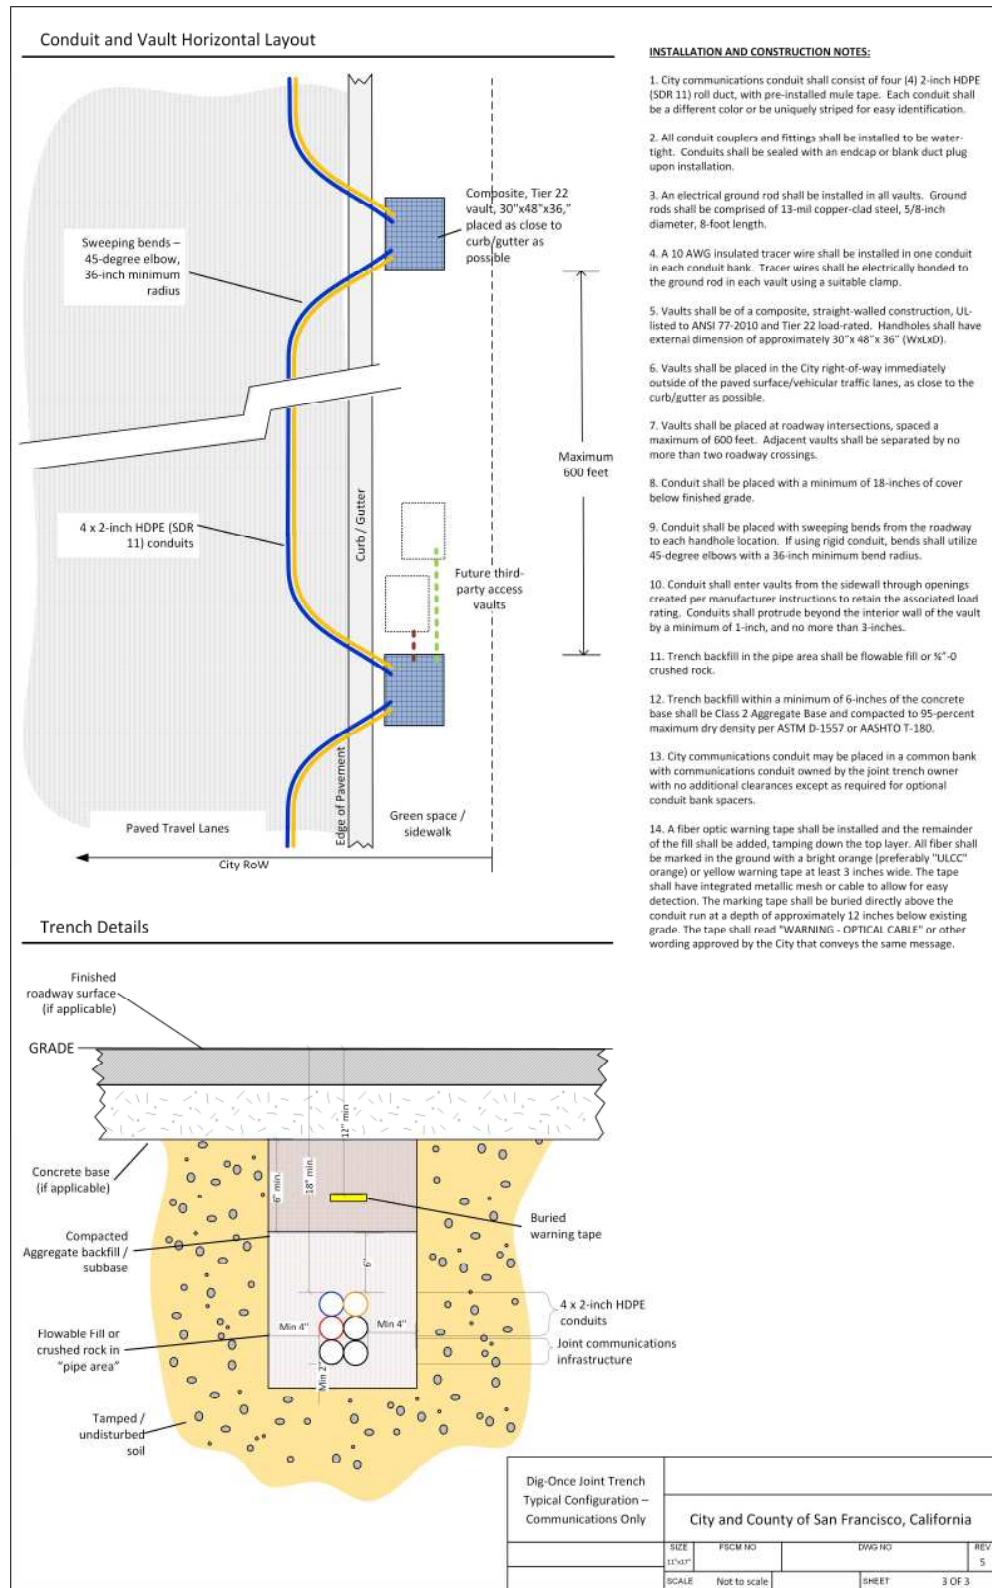 Conduit and Vault Horizontal Layout
Sweeping bends –
45-degree elbow,
36-inch minimum
radius
Composite, Tier 22
vault, 30"x48"x36,"
placed as close to
curb/gutter as
possible
Maximum
600 feet
4 x 2-inch HDPE (SDR
11) conduits
Curb / Gutter
Future third-
party access
vaults
Edge of Pavement
Paved Travel Lanes
Green space /
sidewalk
City RoW
INSTALLATION AND CONSTRUCTION NOTES:
1. City communications conduit shall consist of four (4) 2-inch HDPE
(SDR 11) roll duct, with pre-installed mule tape. Each conduit shall
be a different color or be uniquely striped for easy identification.
2. All conduit couplers and fittings shall be installed to be water-
tight. Conduits shall be sealed with an endcap or blank duct plug
upon installation.
3. An electrical ground rod shall be installed in all vaults. Ground
rods shall be comprised of 13-mil copper-clad steel, 5/8-inch
diameter, 8-foot length.
4. A 10 AWG insulated tracer wire shall be installed in one conduit
in each conduit bank. Tracer wires shall be electrically bonded to
the ground rod in each vault using a suitable clamp.
5. Vaults shall be of a composite, straight-walled construction, UL-
listed to ANSI 77-2010 and Tier 22 load-rated. Handholes shall have
external dimension of approximately 30"x 48"x 36" (WxLxD).
6. Vaults shall be placed in the City right-of-way immediately
outside of the paved surface/vehicular traffic lanes, as close to the
curb/gutter as possible.
7. Vaults shall be placed at roadway intersections, spaced a
maximum of 600 feet. Adjacent vaults shall be separated by no
more than two roadway crossings.
8. Conduit shall be placed with a minimum of 18-inches of cover
below finished grade.
9. Conduit shall be placed with sweeping bends from the roadway
to each handhole location. If using rigid conduit, bends shall utilize
45-degree elbows with a 36-inch minimum bend radius.
10. Conduit shall enter vaults from the sidewall through openings
created per manufacturer instructions to retain the associated load
rating. Conduits shall protrude beyond the interior wall of the vault
by a minimum of 1-inch, and no more than 3-inches.
11. Trench backfill in the pipe area shall be flowable fill or ¾"-0
crushed rock.
12. Trench backfill within a minimum of 6-inches of the concrete
base shall be Class 2 Aggregate Base and compacted to 95-percent
maximum dry density per ASTM D-1557 or AASHTO T-180.
13. City communications conduit may be placed in a common bank
with communications conduit owned by the joint trench owner
with no additional clearances except as required for optional
conduit bank spacers.
14. A fiber optic warning tape shall be installed and the remainder
of the fill shall be added, tamping down the top layer. All fiber shall
be marked in the ground with a bright orange (preferably "ULCC"
orange) or yellow warning tape at least 3 inches wide. The tape
shall have integrated metallic mesh or cable to allow for easy
detection. The marking tape shall be buried directly above the
conduit run at a depth of approximately 12 inches below existing
grade. The tape shall read "WARNING - OPTICAL CABLE" or other
wording approved by the City that conveys the same message.
Trench Details
Finished
roadway surface
(if applicable)
GRADE
12" min
18" min.
6" min.
Concrete base
(if applicable)
Compacted
Aggregate backfill /
subbase
Buried
warning tape
6"
4 x 2-inch HDPE
conduits
Min 4"
Min 4"
Flowable Fill or
crushed rock in
"pipe area"
Joint communications
infrastructure
Min 2"
Tamped /
undisturbed
soil
Dig-Once Joint Trench
Typical Configuration –
Communications Only
City and County of San Francisco, California
SIZE
FSCM NO
DWG NO
REV
11"x17"
5
SCALE
Not to scale
SHEET
3 OF 3